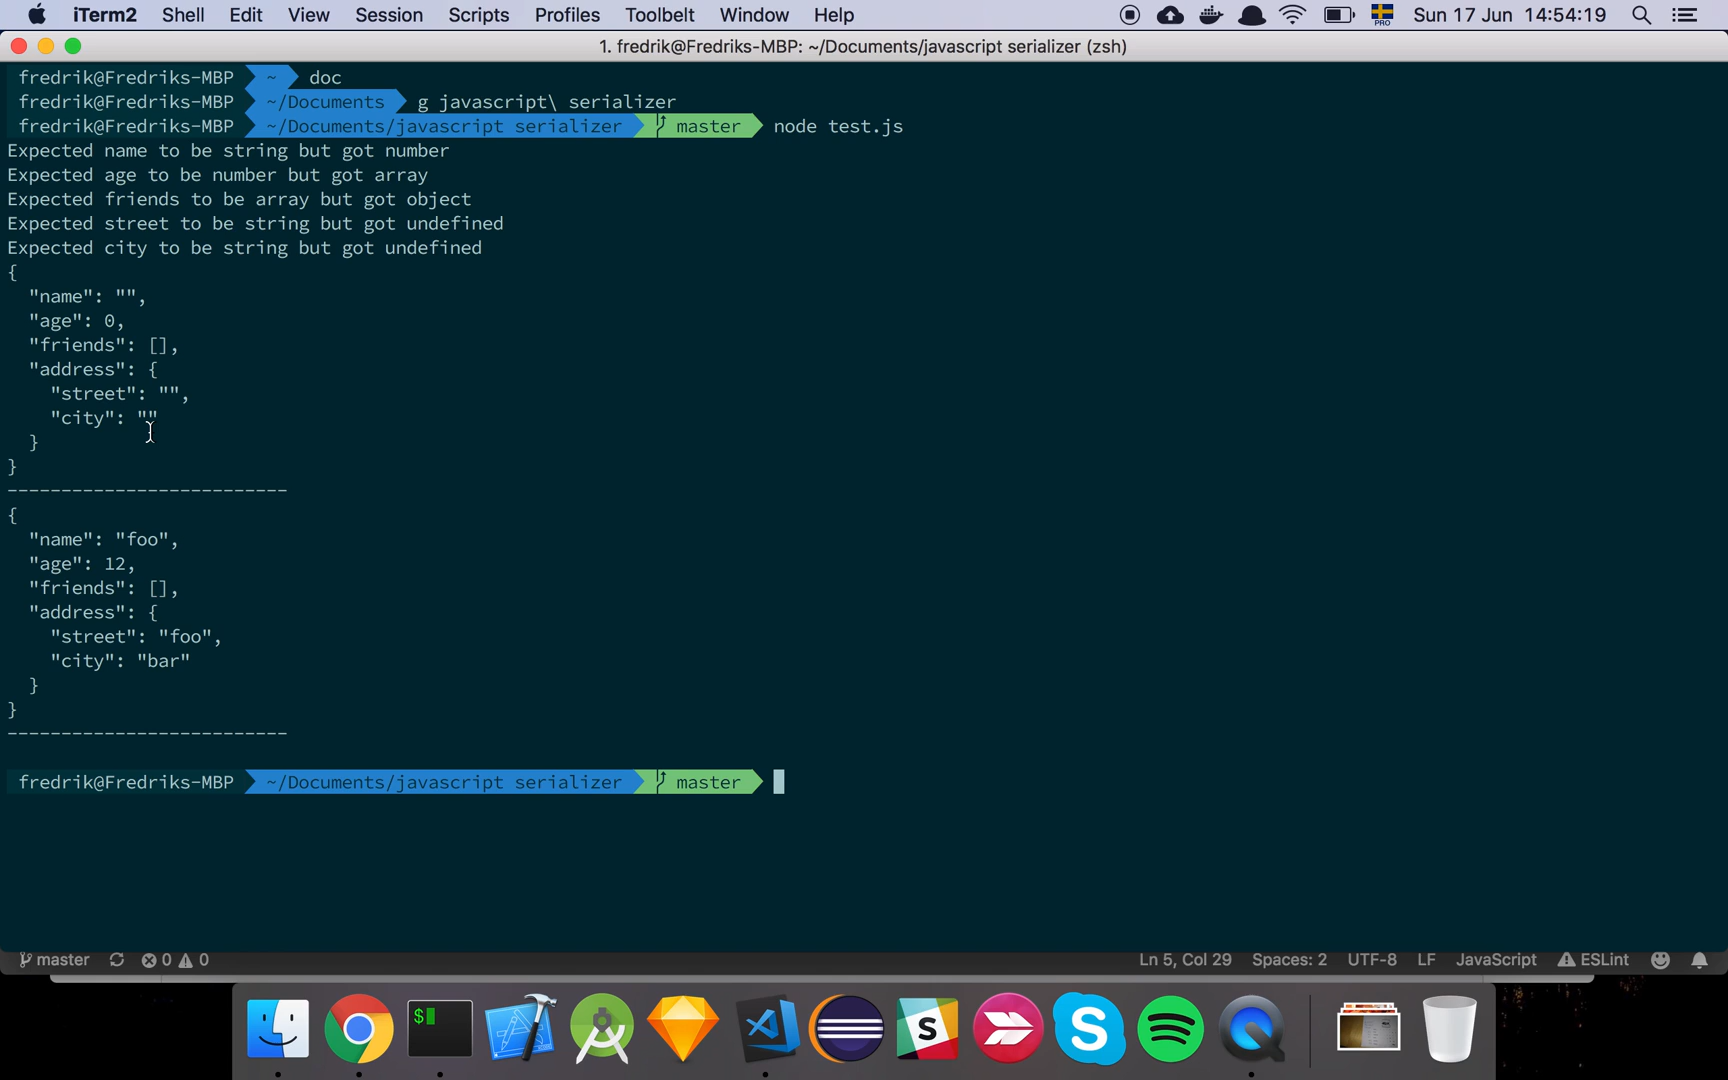 iTerm2 Shell Edit View Session Scripts Profiles Toolbelt Window Help PRO Sun 17 Jun 14:54:19
1. fredrik@Fredriks-MBP: ~/Documents/javascript serializer (zsh)
fredrik@Fredriks-MBP ~ doc
fredrik@Fredriks-MBP ~/Documents g javascript\ serializer
fredrik@Fredriks-MBP ~/Documents/javascript serializer master node test.js
Expected name to be string but got number
Expected age to be number but got array
Expected friends to be array but got object
Expected street to be string but got undefined
Expected city to be string but got undefined
{
  "name": "",
  "age": 0,
  "friends": [],
  "address": {
    "street": "",
    "city": ""
  }
}
--------------------------
{
  "name": "foo",
  "age": 12,
  "friends": [],
  "address": {
    "street": "foo",
    "city": "bar"
  }
}
--------------------------
fredrik@Fredriks-MBP ~/Documents/javascript serializer master
master 0 0 Ln 5, Col 29 Spaces: 2 UTF-8 LF JavaScript ESLint
$ S S